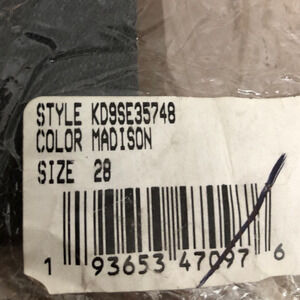 STYLE KD9SE35748
COLOR MADISON
SIZE 28
1 93653 47097 6